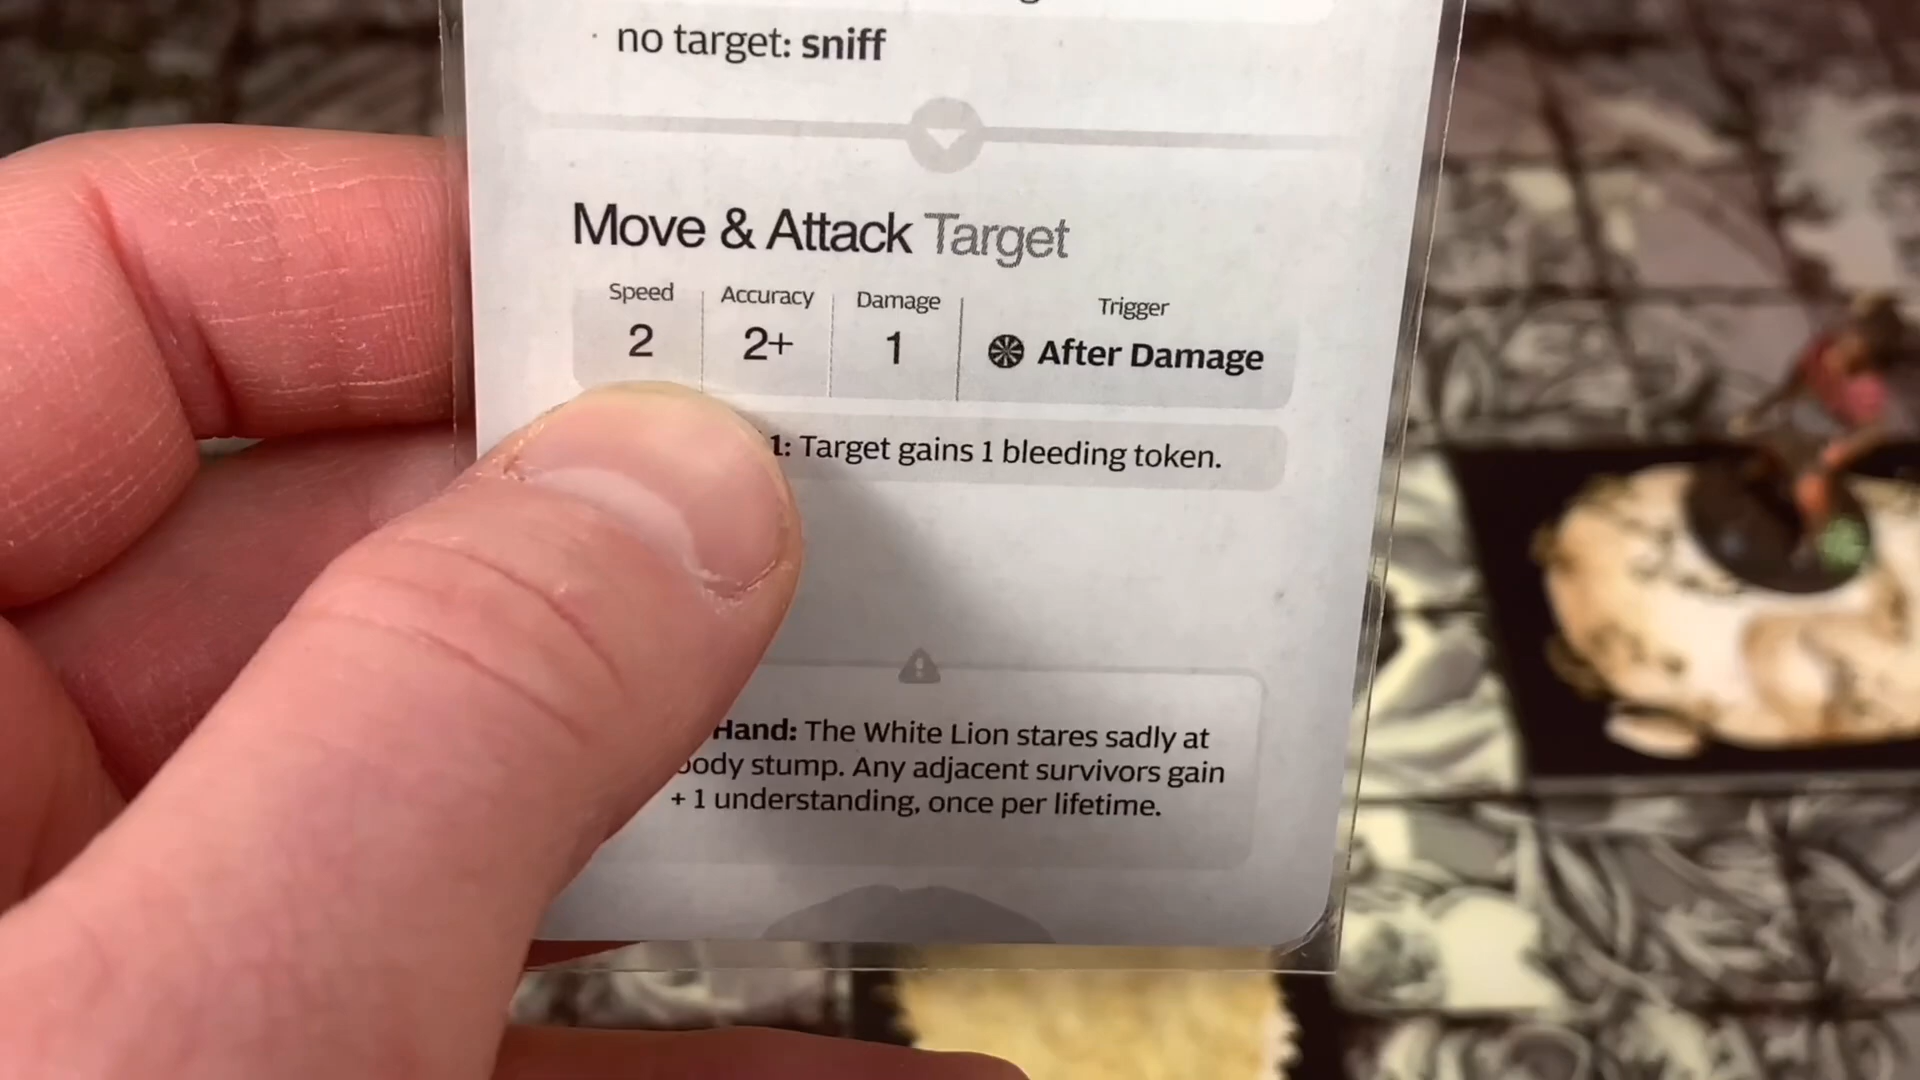 · no target: sniff
Move & Attack Target
Speed Accuracy Damage Trigger
2 2+ 1 After Damage
1: Target gains 1 bleeding token.
Hand: The White Lion stares sadly at
body stump. Any adjacent survivors gain
+ 1 understanding, once per lifetime.